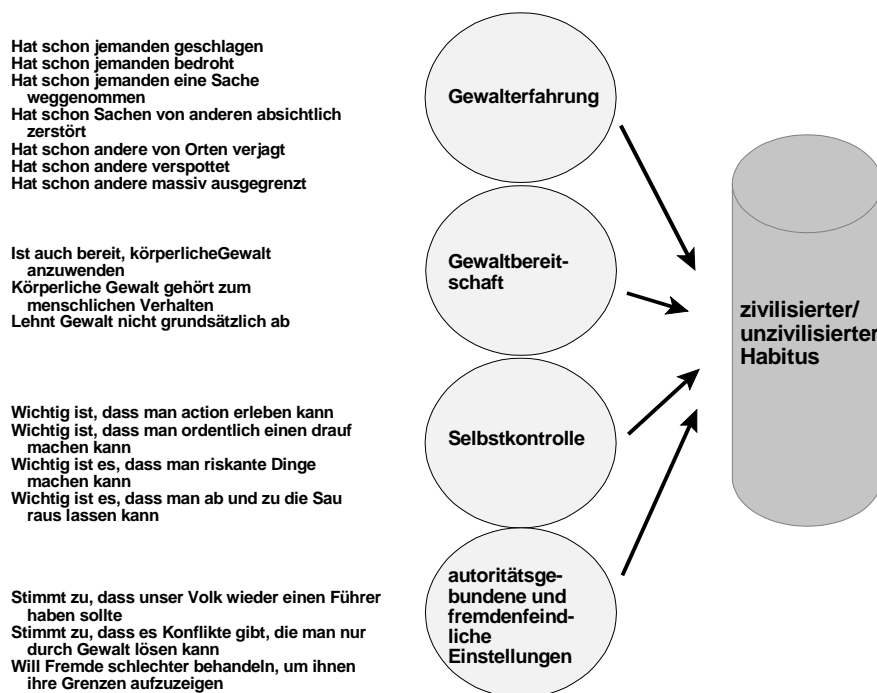 Hat schon jemanden geschlagen
Hat schon jemanden bedroht
Hat schon jemanden eine Sache
weggenommen
Hat schon Sachen von anderen absichtlich
zerstört
Hat schon andere von Orten verjagt
Hat schon andere verspottet
Hat schon andere massiv ausgegrenzt
Gewalterfahrung
Ist auch bereit, körperlicheGewalt
anzuwenden
Körperliche Gewalt gehört zum
menschlichen Verhalten
Lehnt Gewalt nicht grundsätzlich ab
Gewaltbereit-
schaft
zivilisierter/
unzivilisierter
Habitus
Wichtig ist, dass man action erleben kann
Wichtig ist, dass man ordentlich einen drauf
machen kann
Wichtig ist es, dass man riskante Dinge
machen kann
Wichtig ist es, dass man ab und zu die Sau
raus lassen kann
Selbstkontrolle
Stimmt zu, dass unser Volk wieder einen Führer
haben sollte
Stimmt zu, dass es Konflikte gibt, die man nur
durch Gewalt lösen kann
Will Fremde schlechter behandeln, um ihnen
ihre Grenzen aufzuzeigen
autoritätsge-
bundene und
fremdenfeind-
liche
Einstellungen